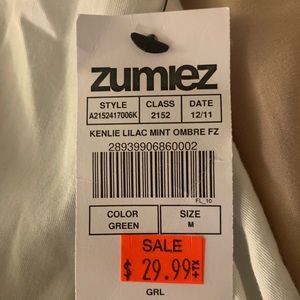 zumiez
STYLE CLASS DATE
A2152417006K 2152 12/11
KENLIE LILAC MINT OMBRE FZ
28939906860002
FL_10
COLOR SIZE
GREEN M
SALE
$ 29.99
GRL